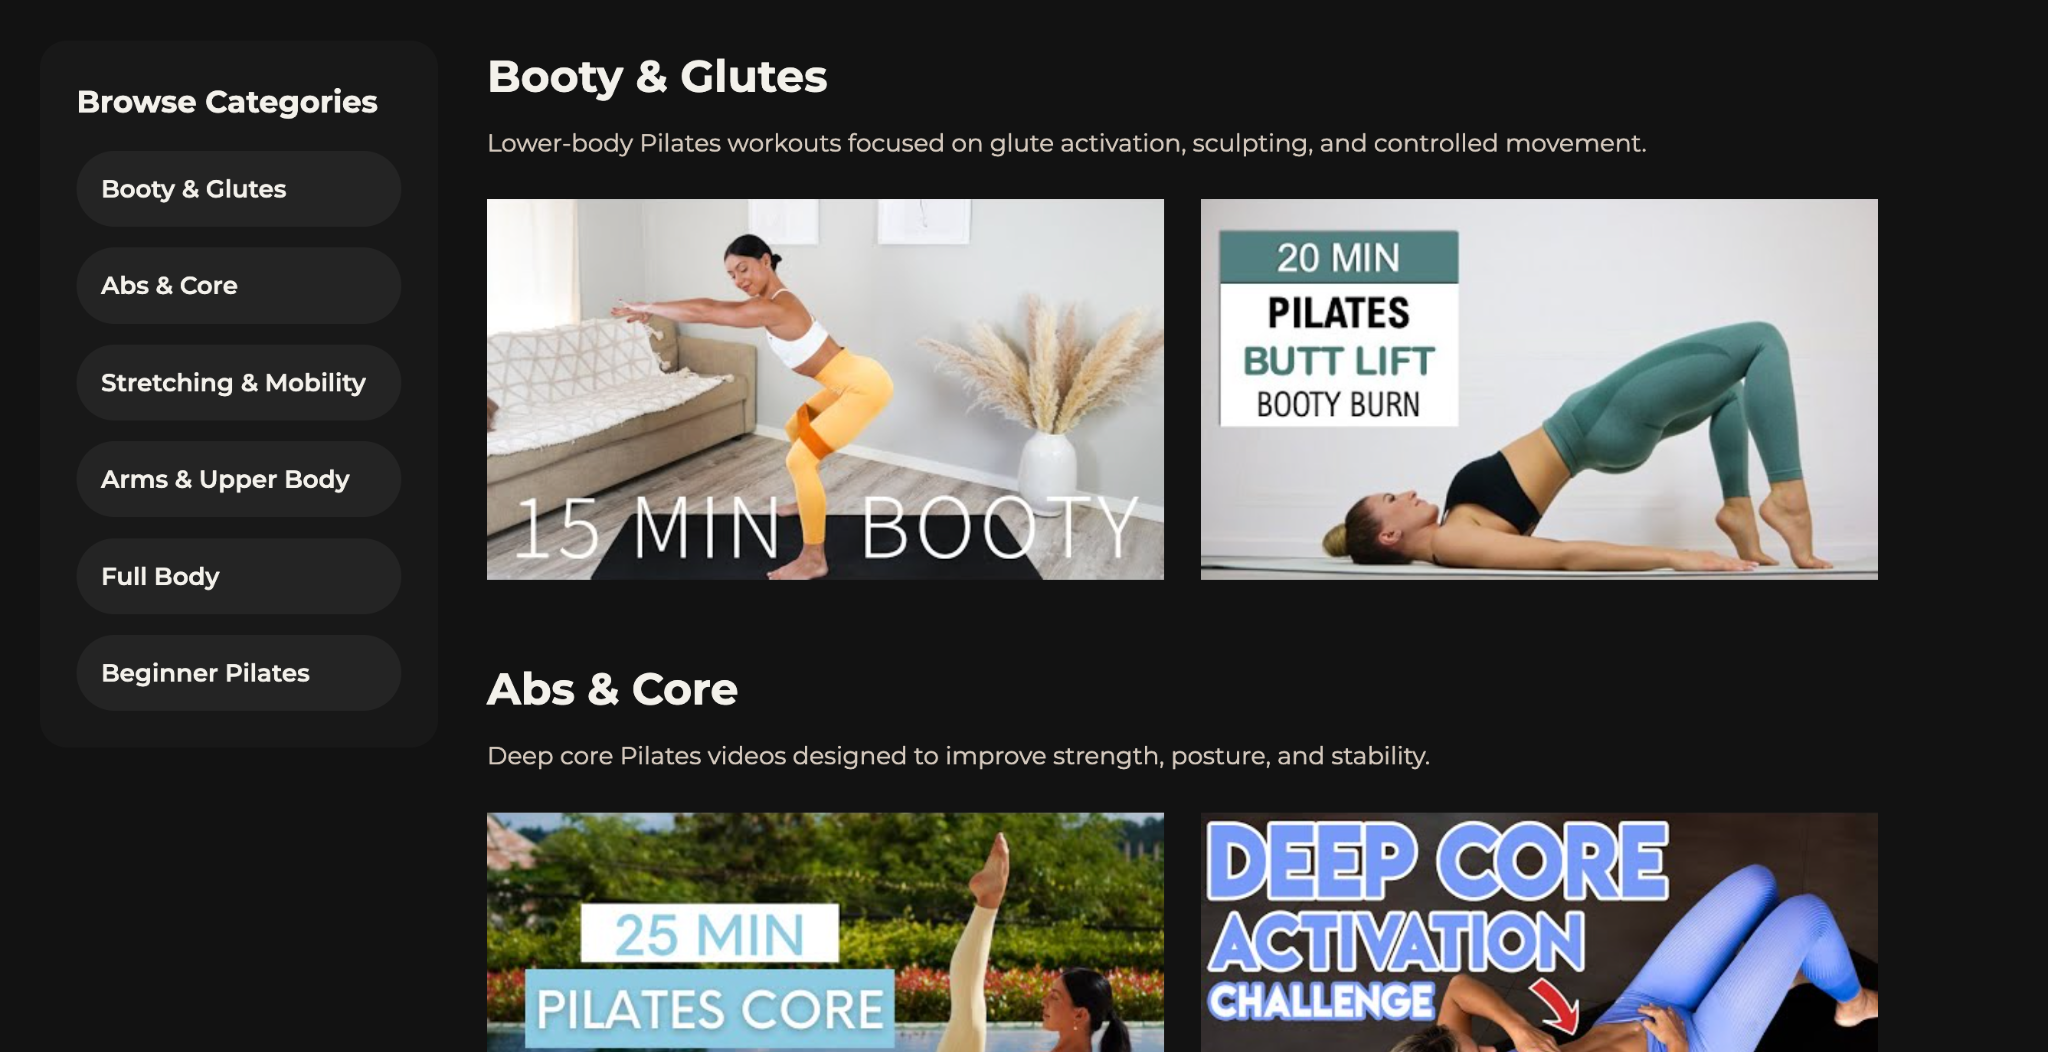 Browse Categories
Booty & Glutes
Abs & Core
Stretching & Mobility
Arms & Upper Body
Full Body
Beginner Pilates
Booty & Glutes
Lower-body Pilates workouts focused on glute activation, sculpting, and controlled movement.
15 MIN BOOTY
20 MIN
PILATES
BUTT LIFT
BOOTY BURN
Abs & Core
Deep core Pilates videos designed to improve strength, posture, and stability.
25 MIN
PILATES CORE
DEEP CORE
ACTIVATION
CHALLENGE